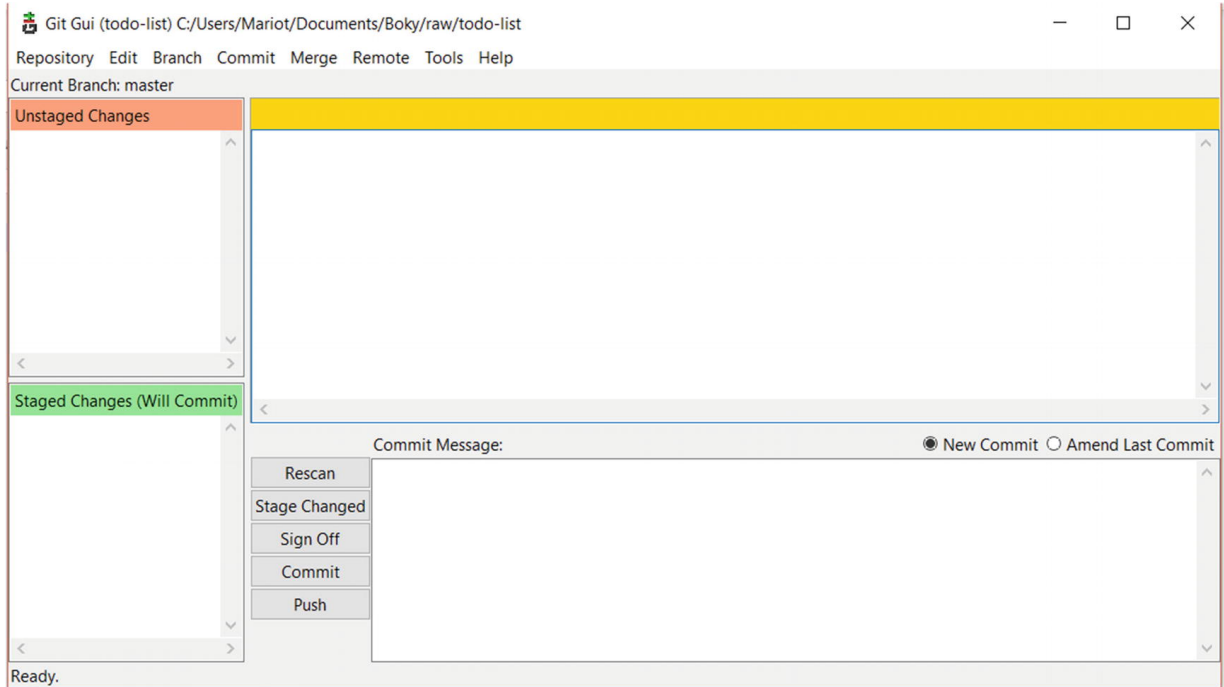 Git Gui (todo-list) C:/Users/Mariot/Documents/Boky/raw/todo-list
Repository Edit Branch Commit Merge Remote Tools Help
Current Branch: master
Unstaged Changes
Staged Changes (Will Commit)
Commit Message:
New Commit
Amend Last Commit
Rescan
Stage Changed
Sign Off
Commit
Push
Ready.